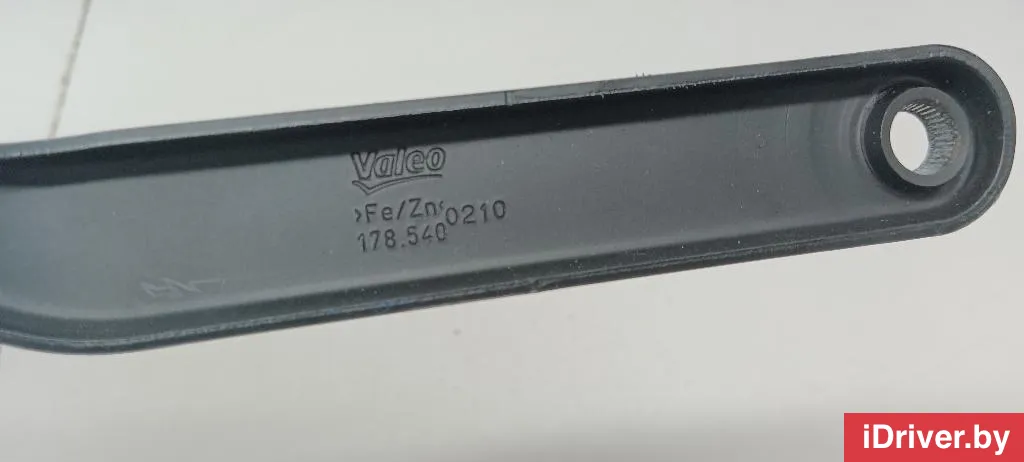 Valeo
>Fe/Zn< 0210
178.540
iDriver.by